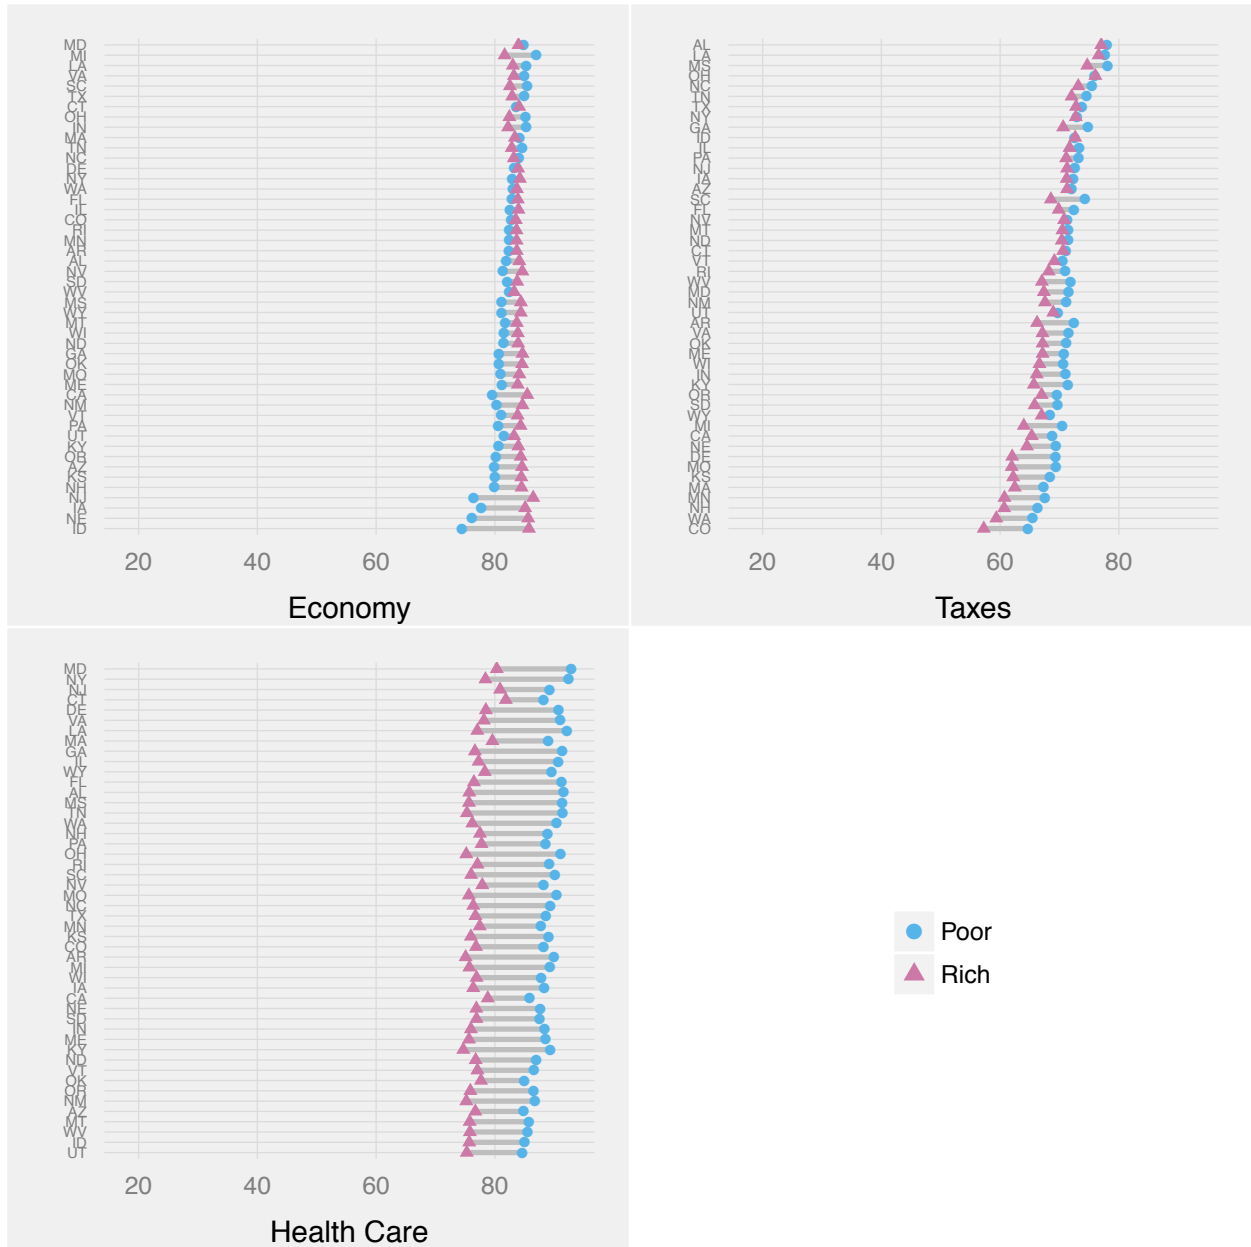 MD
MI
LA
VA
SC
TX
CT
OH
IN
MA
TN
NC
DE
NY
WA
FL
IL
CO
RI
MN
AR
AL
NV
SD
WV
MS
WY
MT
WI
ND
GA
OK
MO
ME
CA
NM
VT
PA
UT
KY
OR
AZ
KS
NH
NJ
IA
NE
ID
20 40 60 80
Economy
AL
LA
MS
OH
NC
TN
TX
NY
GA
ID
IL
PA
NJ
IA
AZ
SC
FL
NV
MT
ND
CT
VT
RI
WV
MD
NM
UT
AR
VA
OK
ME
WI
IN
KY
OR
SD
WY
MI
CA
NE
DE
MO
KS
MA
MN
NH
WA
CO
20 40 60 80
Taxes
MD
NY
NJ
CT
DE
VA
LA
MA
GA
IL
WY
FL
AL
MS
TN
WA
NH
PA
OH
RI
SC
NV
MO
NC
TX
MN
KS
CO
AR
MI
WI
IA
CA
NE
SD
IN
ME
KY
ND
VT
OK
OR
NM
AZ
MT
WV
ID
UT
20 40 60 80
Health Care
Poor
Rich